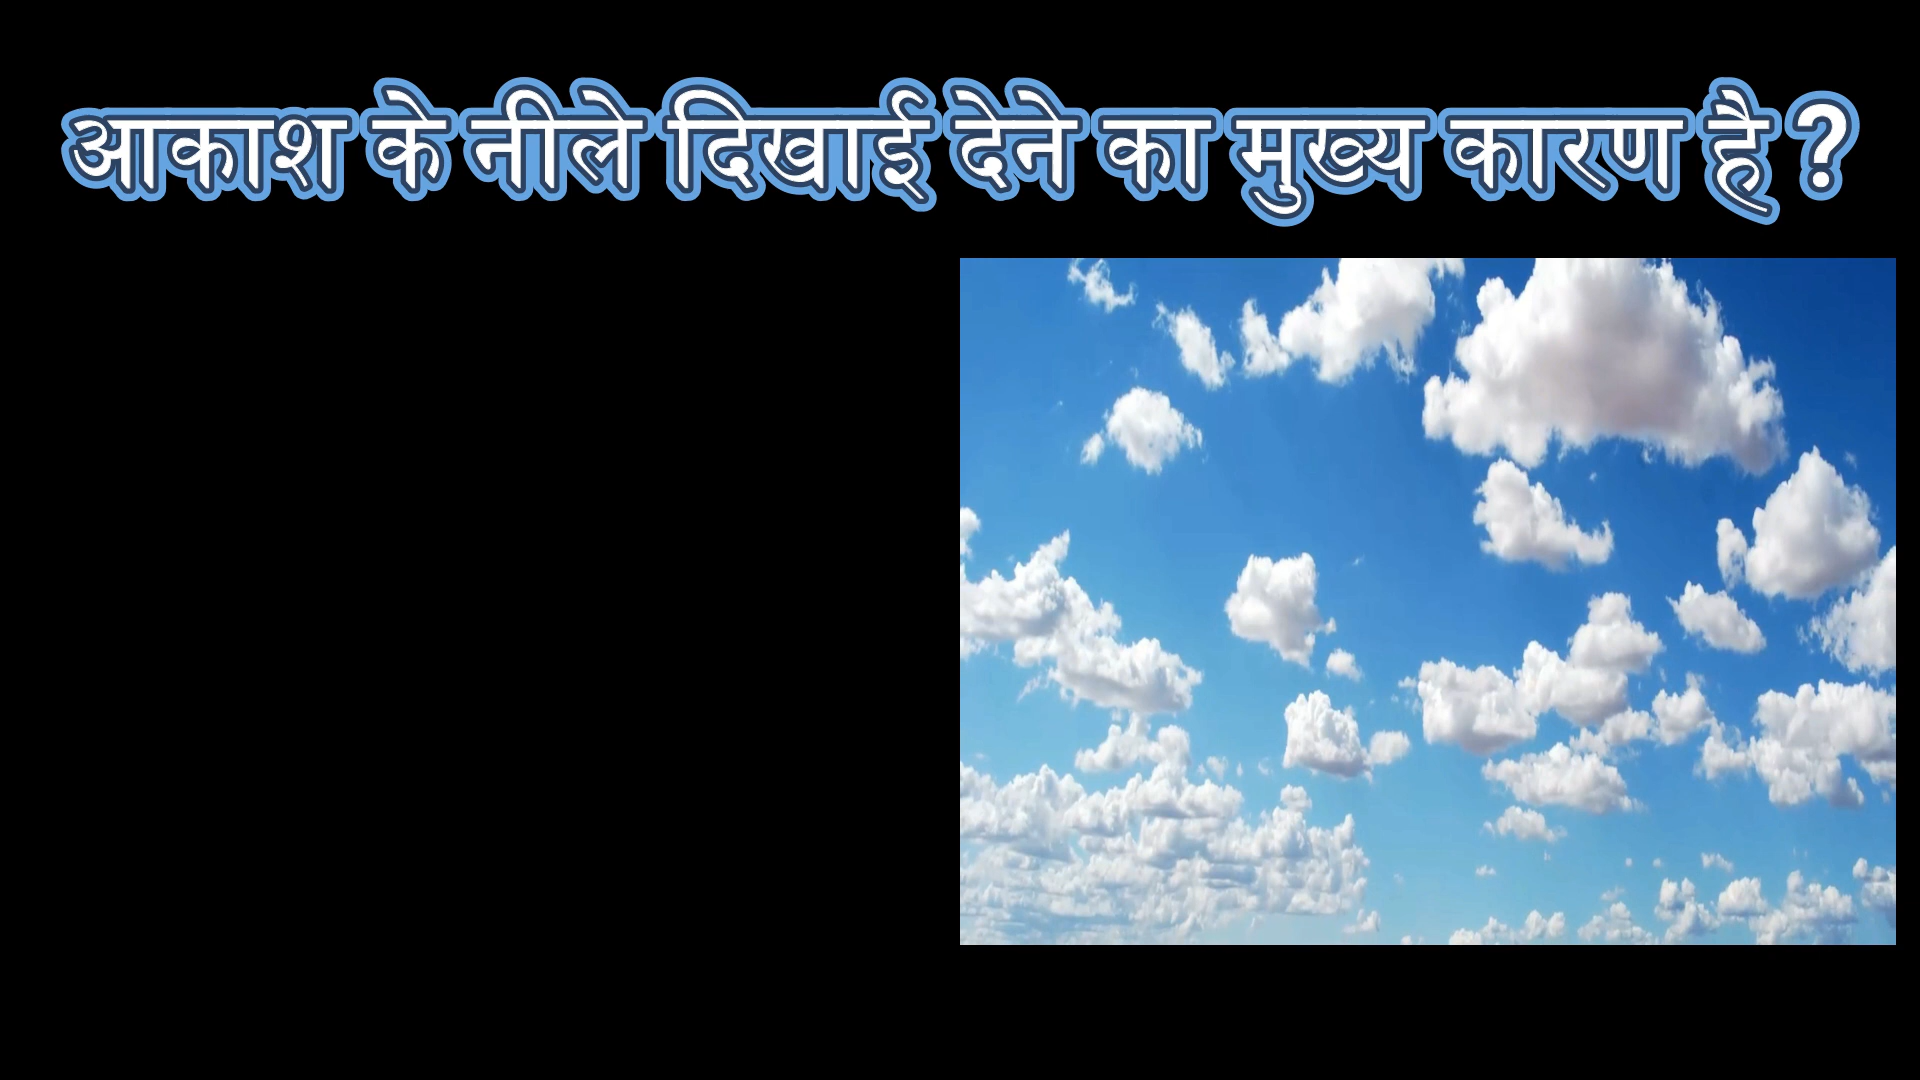 आकाश के नीले दिखाई देने का मुख्य कारण है ?